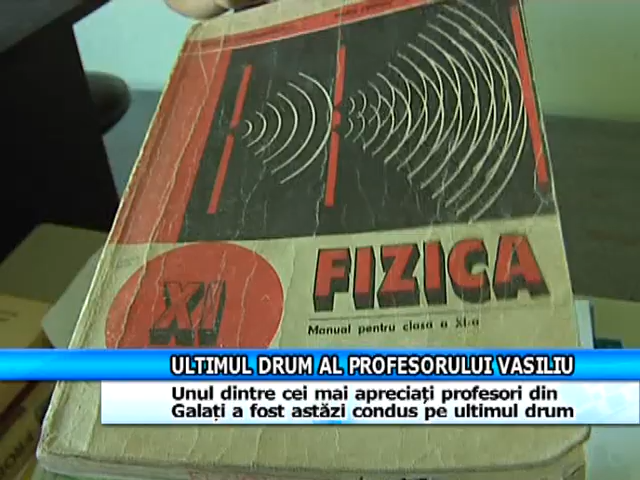 XI
FIZICA
Manual pentru clasa a XI-a
ULTIMUL DRUM AL PROFESORULUI VASILIU
Unul dintre cei mai apreciați profesori din
Galați a fost astăzi condus pe ultimul drum